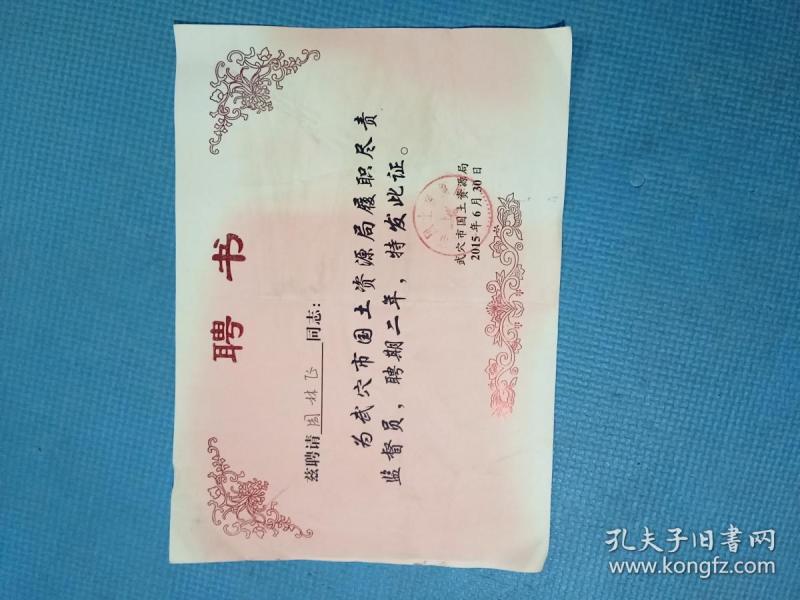 聘书
兹聘请周林飞同志：
为武穴市国土资源局履职尽责
监督员，聘期二年，特发此证。
武穴市国土资源局
2015年6月30日
孔夫子旧书网
www.kongfz.com